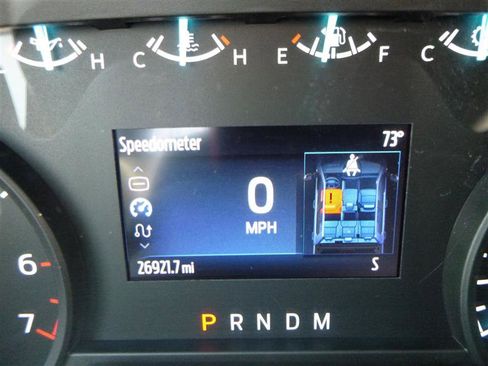 H C H E F C
Speedometer 73°
0
MPH
!
26921.7 mi S
6
7
P R N D M